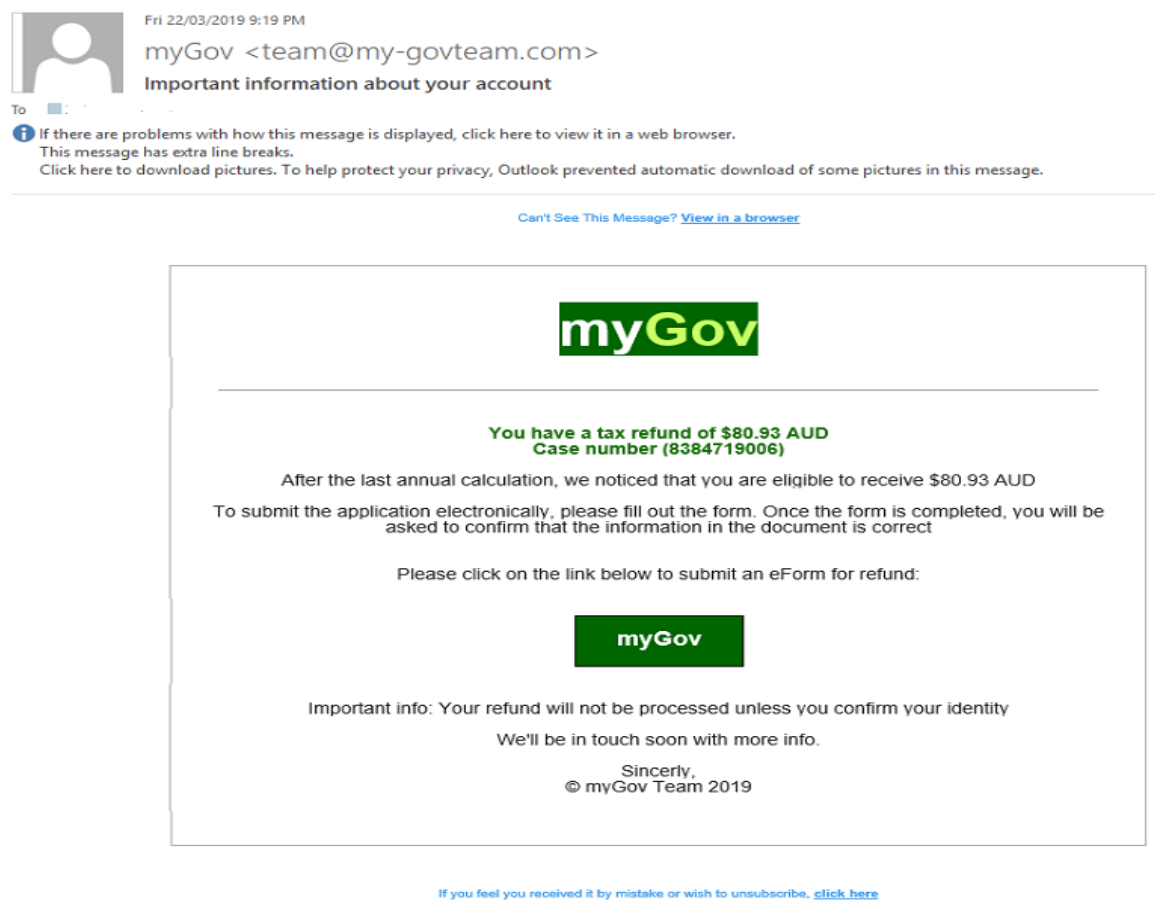 Fri 22/03/2019 9:19 PM
myGov <team@my-govteam.com>
Important information about your account
To
If there are problems with how this message is displayed, click here to view it in a web browser.
This message has extra line breaks.
Click here to download pictures. To help protect your privacy, Outlook prevented automatic download of some pictures in this message.
Can't See This Message? View in a browser
myGov
You have a tax refund of $80.93 AUD
Case number (8384719006)
After the last annual calculation, we noticed that you are eligible to receive $80.93 AUD
To submit the application electronically, please fill out the form. Once the form is completed, you will be
asked to confirm that the information in the document is correct
Please click on the link below to submit an eForm for refund:
myGov
Important info: Your refund will not be processed unless you confirm your identity
We'll be in touch soon with more info.
Sincerly,
© myGov Team 2019
If you feel you received it by mistake or wish to unsubscribe, click here